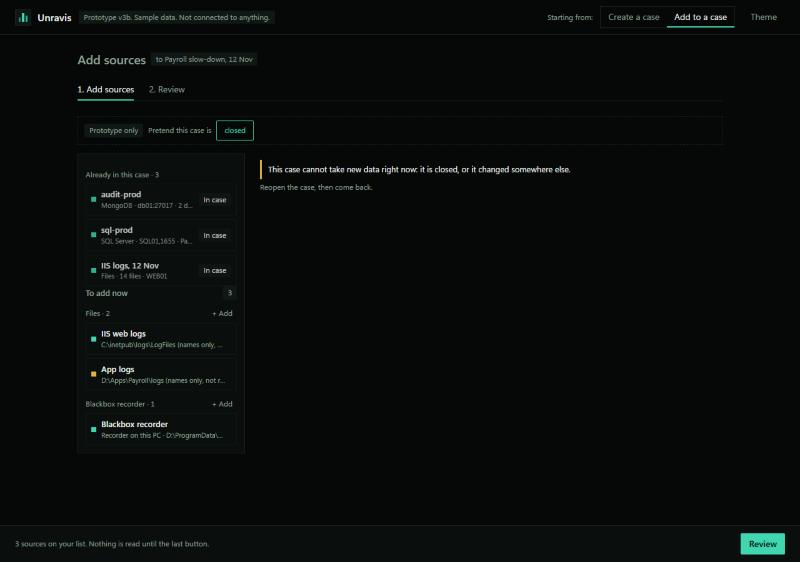 Unravis
Prototype v3b. Sample data. Not connected to anything.
Starting from:
Create a case
Add to a case
Theme
Add sources
to Payroll slow-down, 12 Nov
1. Add sources
2. Review
Prototype only
Pretend this case is
closed
Already in this case · 3
audit-prod
MongoDB · db01:27017 · 2 d...
In case
sql-prod
SQL Server · SQL01,1655 · Pa...
In case
IIS logs, 12 Nov
Files · 14 files · WEB01
In case
To add now
3
Files · 2
+ Add
IIS web logs
C:\inetpub\logs\LogFiles (names only, ...
App logs
D:\Apps\Payroll\logs (names only, not r...
Blackbox recorder · 1
+ Add
Blackbox recorder
Recorder on this PC · D:\ProgramData\...
This case cannot take new data right now: it is closed, or it changed somewhere else.
Reopen the case, then come back.
3 sources on your list. Nothing is read until the last button.
Review